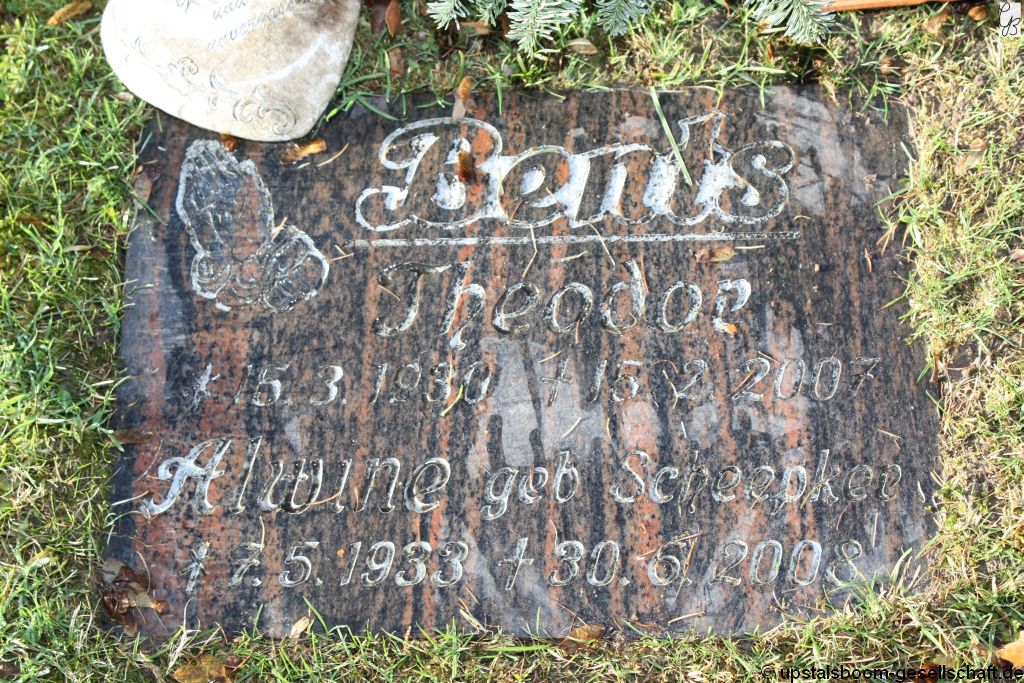 Benus
Theodor
* 15. 3. 1930 † 15. 2. 2007
Alwine geb Scheepker
* 7. 5. 1933 † 30. 6. 2008
© upstalsboom-gesellschaft.de